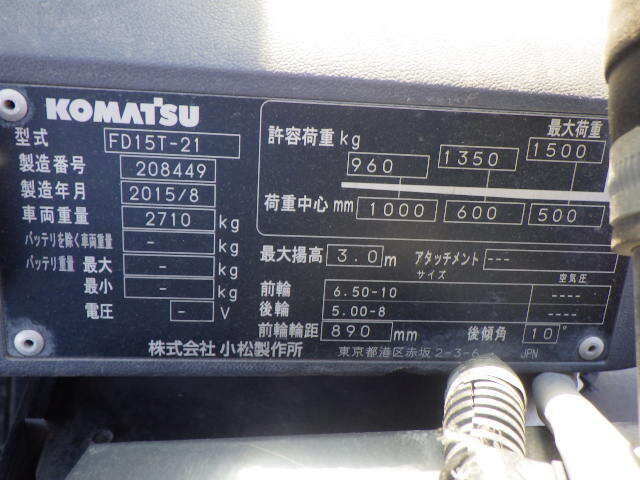 KOMATSU
型式 FD15T-21
製造番号 208449
製造年月 2015/8
車両重量 2710 kg
バッテリを除く車両重量 - kg
バッテリ重量 最大 - kg
最小 - kg
電圧 - V
最大荷重
許容荷重 kg 960 1350 1500
荷重中心 mm 1000 600 500
最大揚高 3.0 m アタッチメント ---
サイズ 空気圧
前輪 6.50-10 ----
後輪 5.00-8 ----
前輪輪距 890 mm 後傾角 10°
株式会社 小松製作所 東京都港区赤坂 2-3-6 JPN